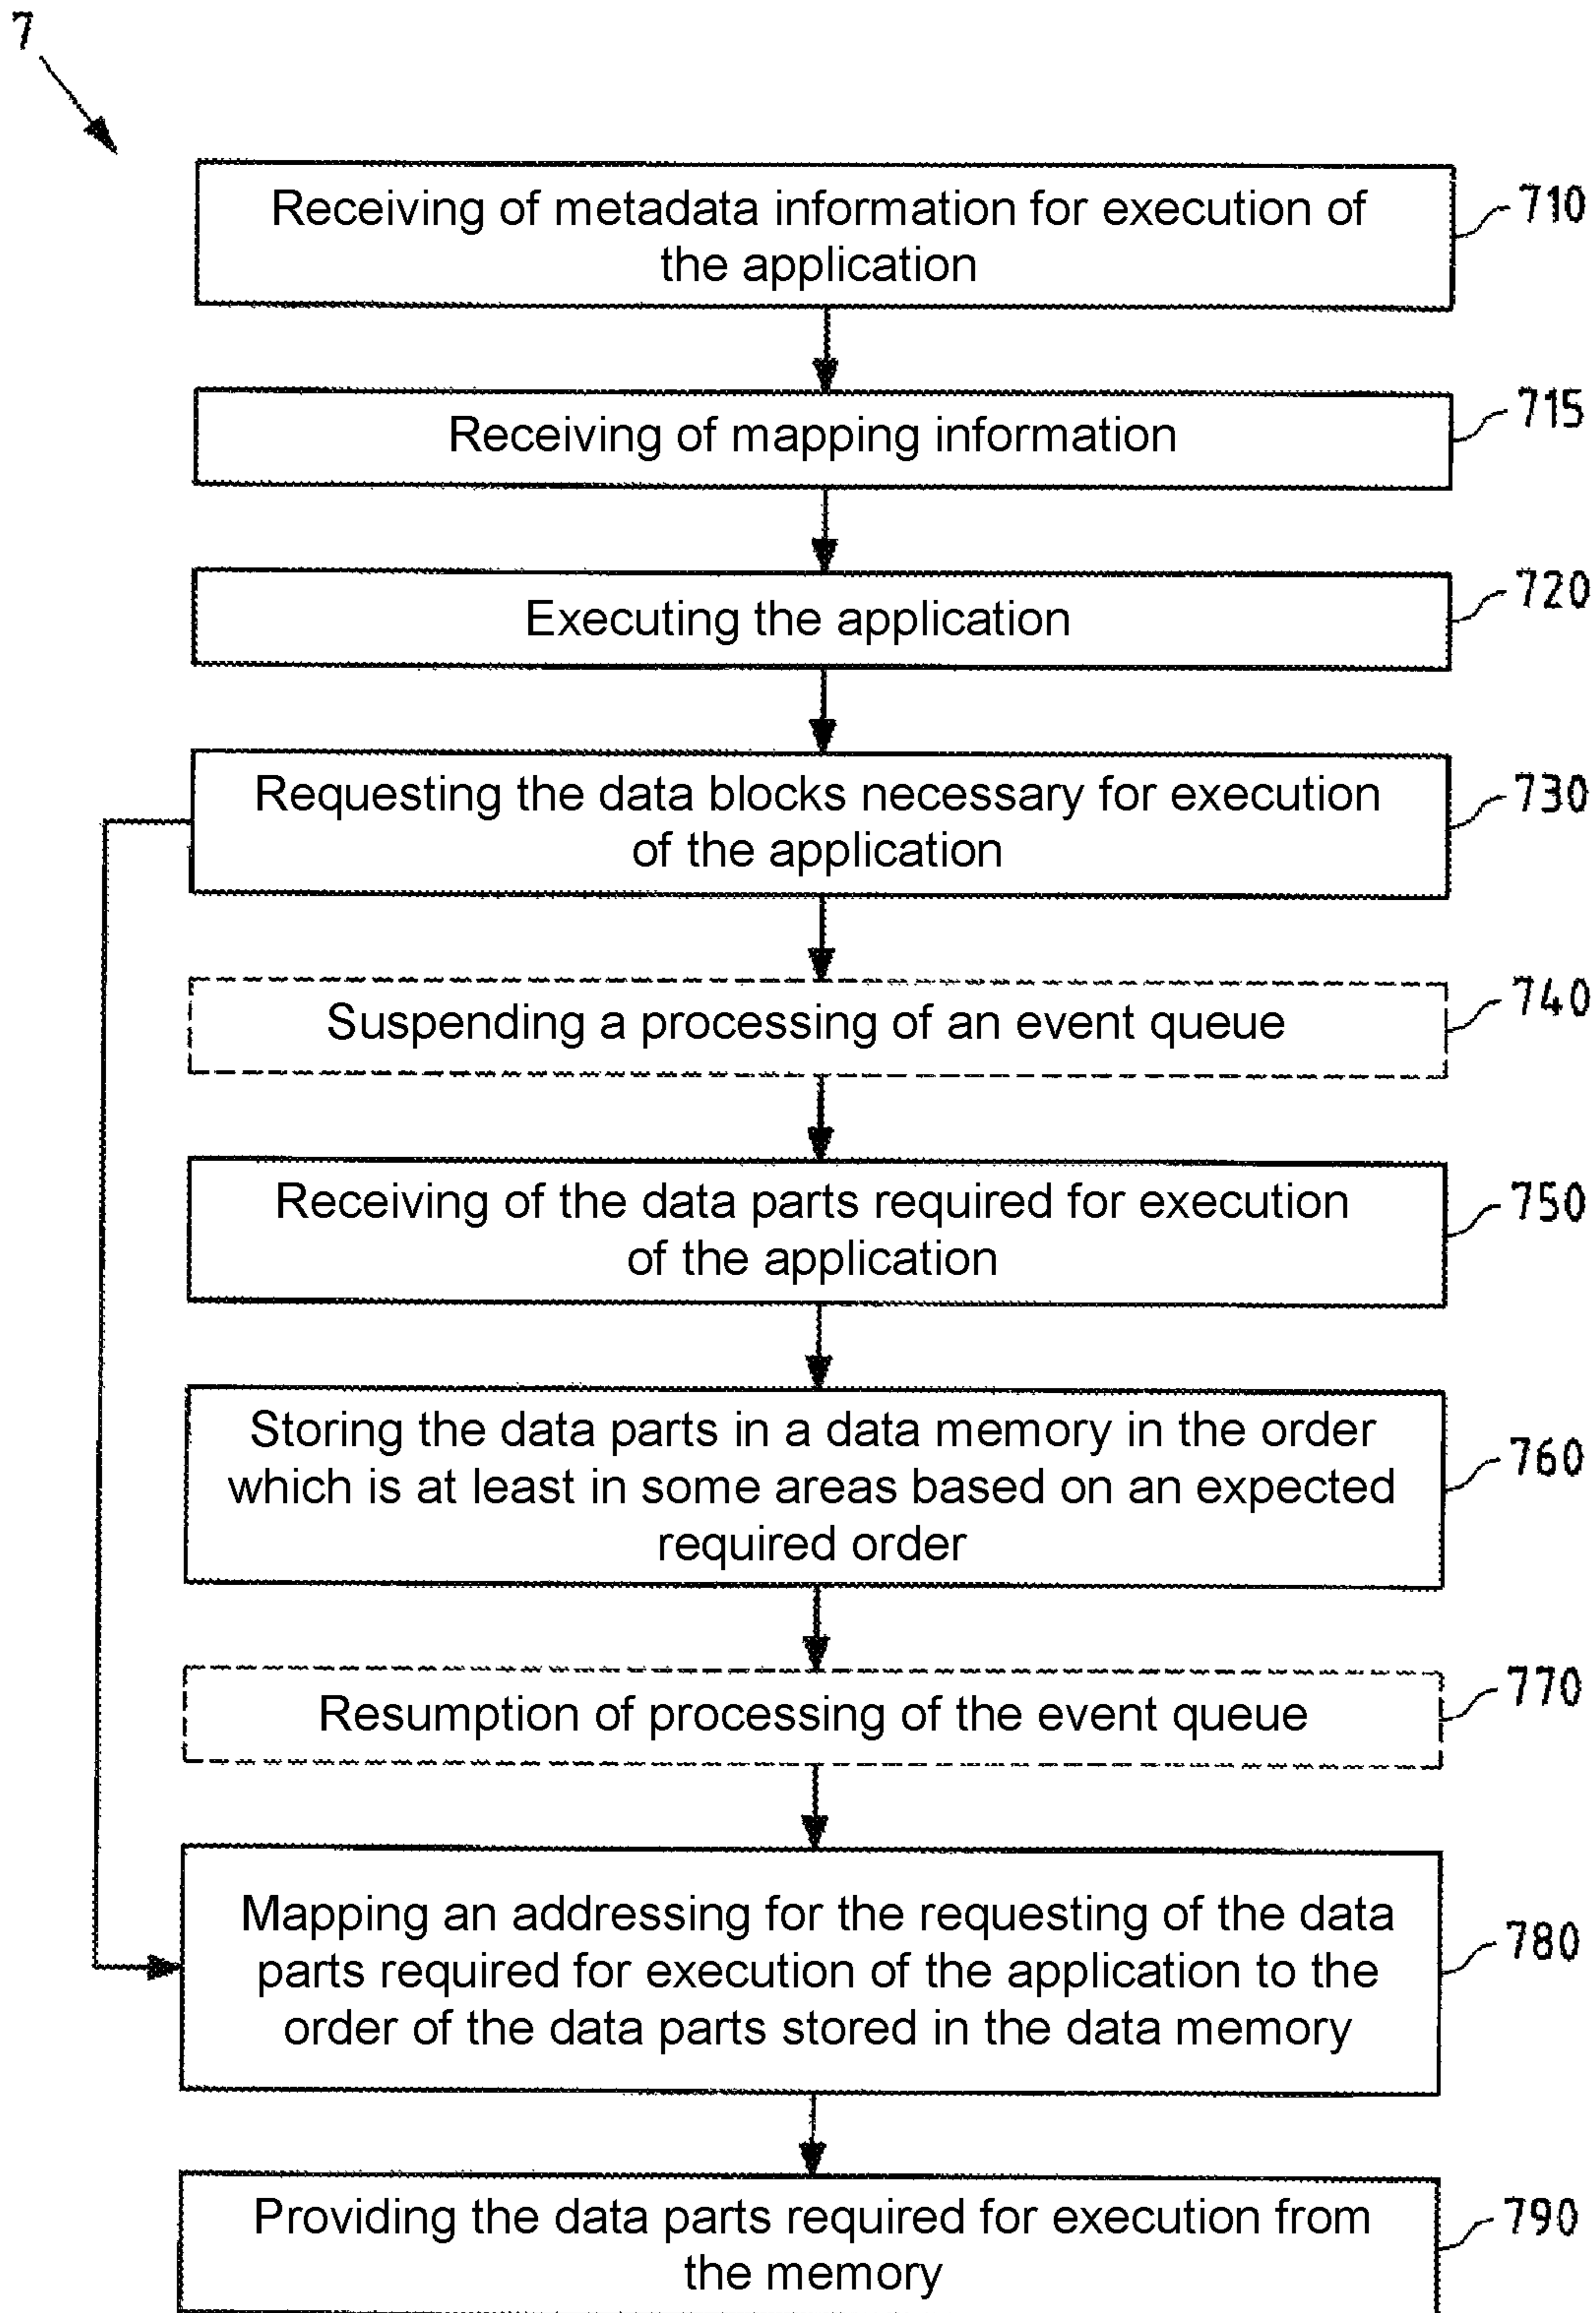 7
Receiving of metadata information for execution of
the application
710
Receiving of mapping information
715
Executing the application
720
Requesting the data blocks necessary for execution
of the application
730
Suspending a processing of an event queue
740
Receiving of the data parts required for execution
of the application
750
Storing the data parts in a data memory in the order
which is at least in some areas based on an expected
required order
760
Resumption of processing of the event queue
770
Mapping an addressing for the requesting of the data
parts required for execution of the application to the
order of the data parts stored in the data memory
780
Providing the data parts required for execution from
the memory
790